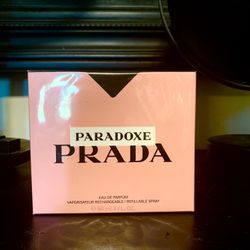 PARADOXE
PRADA
EAU DE PARFUM
VAPORISATEUR RECHARGEABLE / REFILLABLE SPRAY